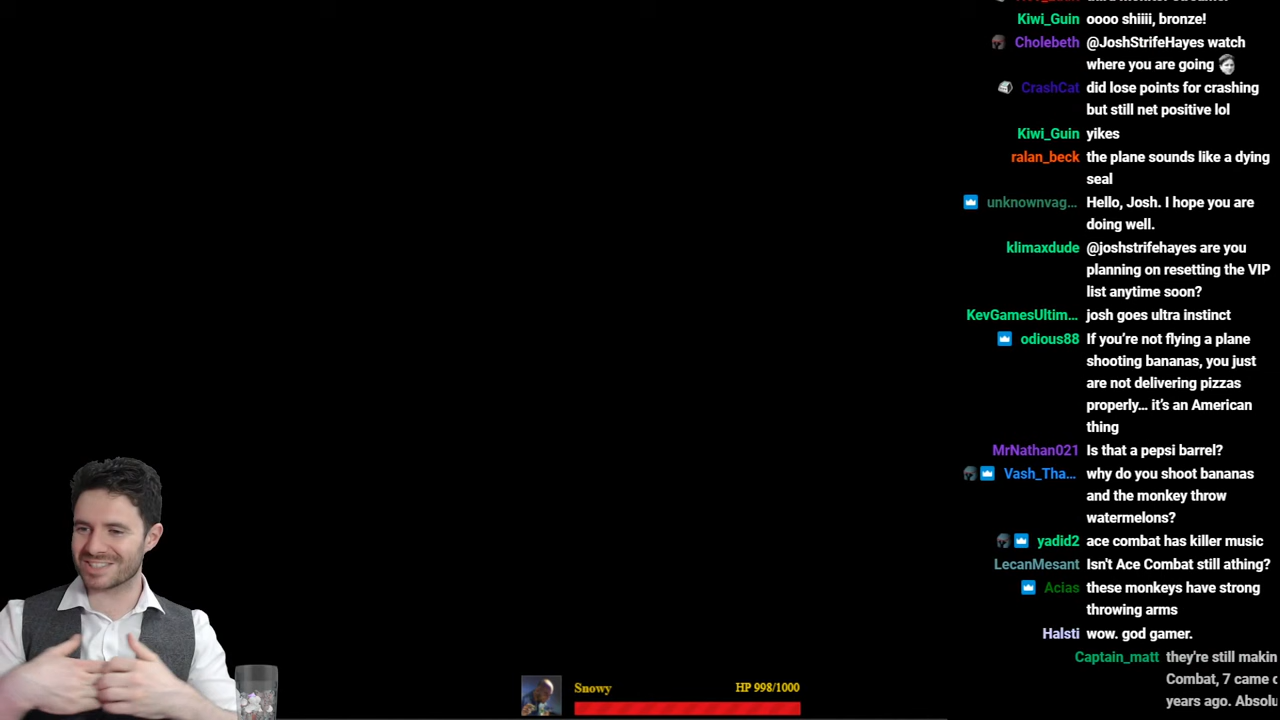 Kiwi_Guin oooo shiiii, bronze!
Cholebeth @JoshStrifeHayes watch
where you are going
CrashCat did lose points for crashing
but still net positive lol
Kiwi_Guin yikes
ralan_beck the plane sounds like a dying
seal
unknownvag... Hello, Josh. I hope you are
doing well.
klimaxdude @joshstrifehayes are you
planning on resetting the VIP
list anytime soon?
KevGamesUltim... josh goes ultra instinct
odious88 If you're not flying a plane
shooting bananas, you just
are not delivering pizzas
properly... it's an American
thing
MrNathan021 Is that a pepsi barrel?
Vash_Tha... why do you shoot bananas
and the monkey throw
watermelons?
yadid2 ace combat has killer music
LecanMesant Isn't Ace Combat still athing?
Acias these monkeys have strong
throwing arms
Halsti wow. god gamer.
Captain_matt they're still makin
Combat, 7 came
years ago. Absolu
Snowy HP 998/1000